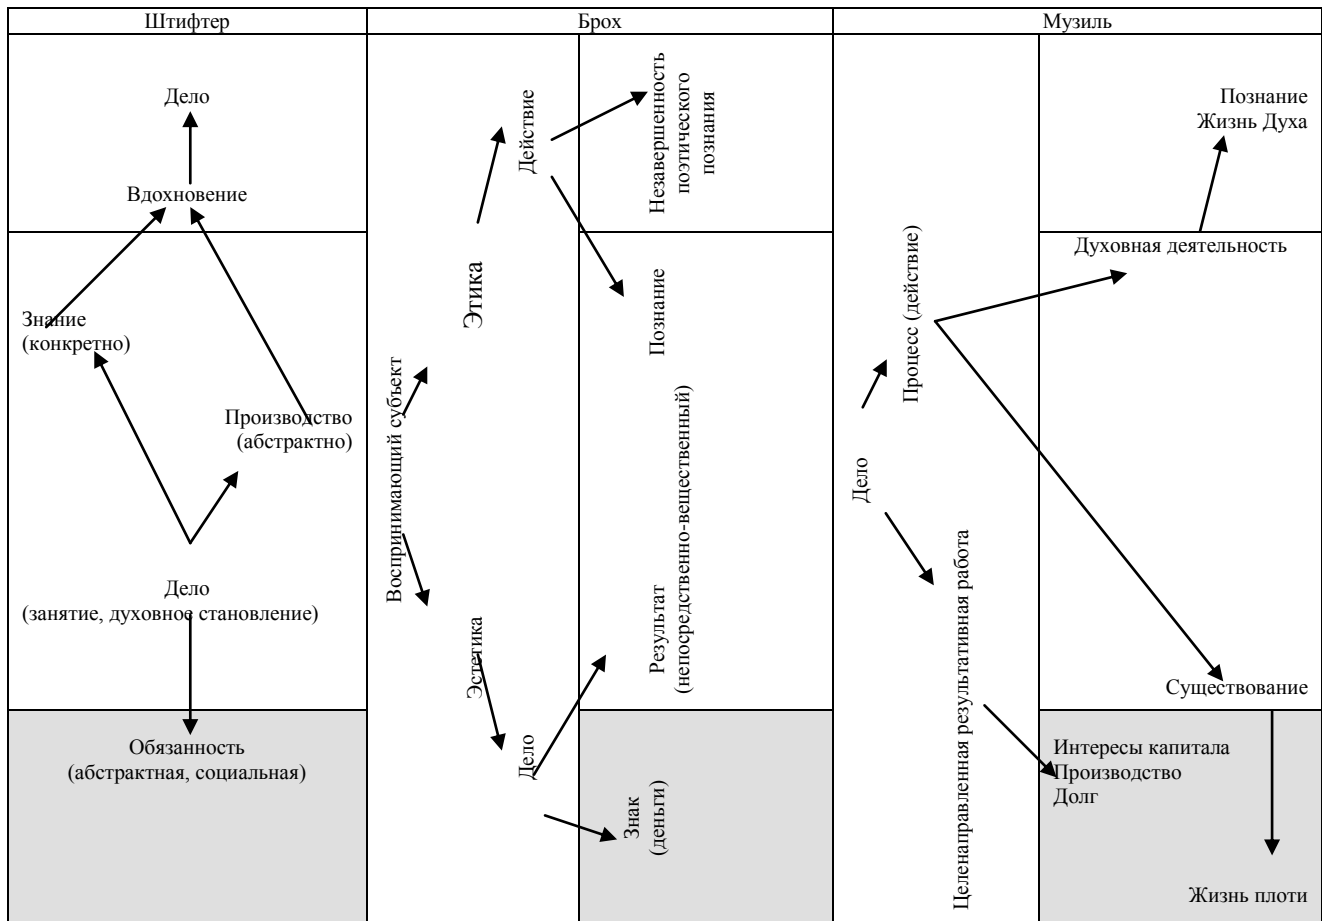 Штифтер
Брох
Музиль
Дело
Вдохновение
Знание
(конкретно)
Производство
(абстрактно)
Дело
(занятие, духовное становление)
Обязанность
(абстрактная, социальная)
Воспринимающий субъект
Этика
Эстетика
Действие
Дело
Незавершенность
поэтического
познания
Познание
Результат
(непосредственно-вещественный)
Знак
(деньги)
Дело
Процесс (действие)
Целенаправленная результативная работа
Познание
Жизнь Духа
Духовная деятельность
Существование
Интересы капитала
Производство
Долг
Жизнь плоти